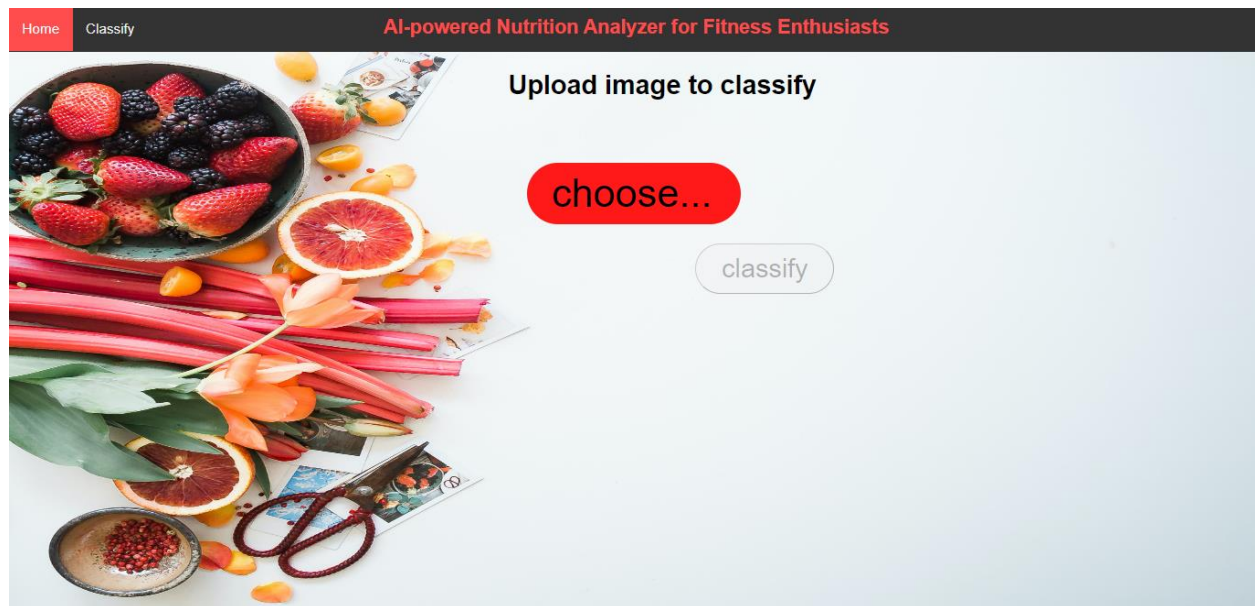 Home Classify AI-powered Nutrition Analyzer for Fitness Enthusiasts
Upload image to classify
choose...
classify